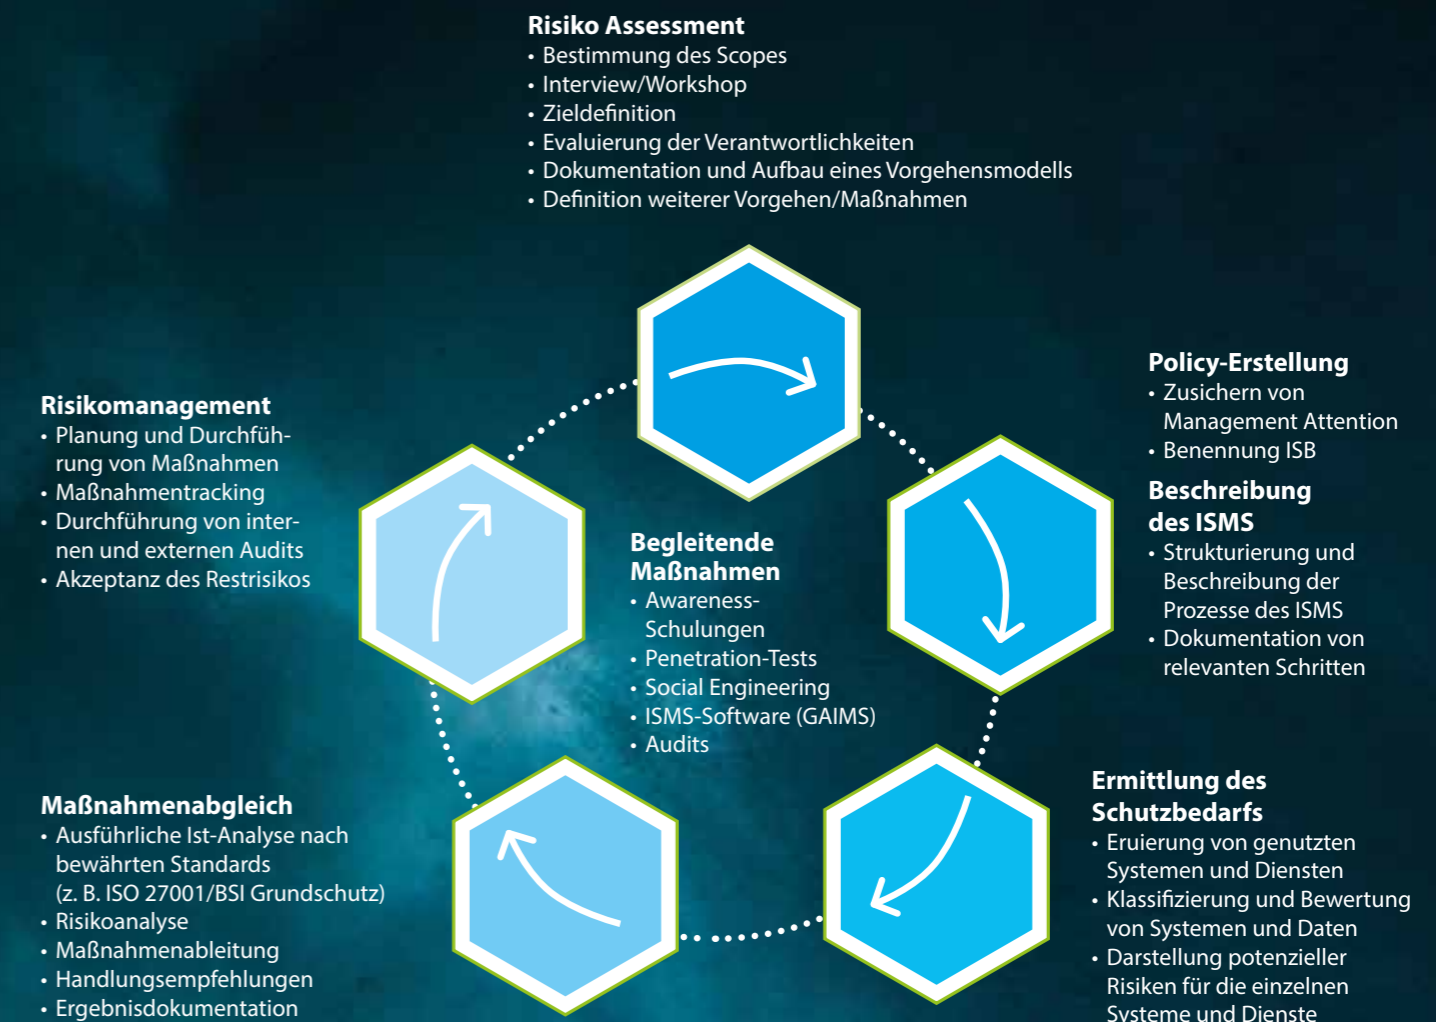 Risiko Assessment
• Bestimmung des Scopes
• Interview/Workshop
• Zieldefinition
• Evaluierung der Verantwortlichkeiten
• Dokumentation und Aufbau eines Vorgehensmodells
• Definition weiterer Vorgehen/Maßnahmen
Policy-Erstellung
• Zusichern von
Management Attention
• Benennung ISB
Beschreibung
des ISMS
• Strukturierung und
Beschreibung der
Prozesse des ISMS
• Dokumentation von
relevanten Schritten
Ermittlung des
Schutzbedarfs
• Eruierung von genutzten
Systemen und Diensten
• Klassifizierung und Bewertung
von Systemen und Daten
• Darstellung potenzieller
Risiken für die einzelnen
Systeme und Dienste
Maßnahmenabgleich
• Ausführliche Ist-Analyse nach
bewährten Standards
(z. B. ISO 27001/BSI Grundschutz)
• Risikoanalyse
• Maßnahmenableitung
• Handlungsempfehlungen
• Ergebnisdokumentation
Risikomanagement
• Planung und Durchfüh-
rung von Maßnahmen
• Maßnahmentracking
• Durchführung von inter-
nen und externen Audits
• Akzeptanz des Restrisikos
Begleitende
Maßnahmen
• Awareness-
Schulungen
• Penetration-Tests
• Social Engineering
• ISMS-Software (GAIMS)
• Audits